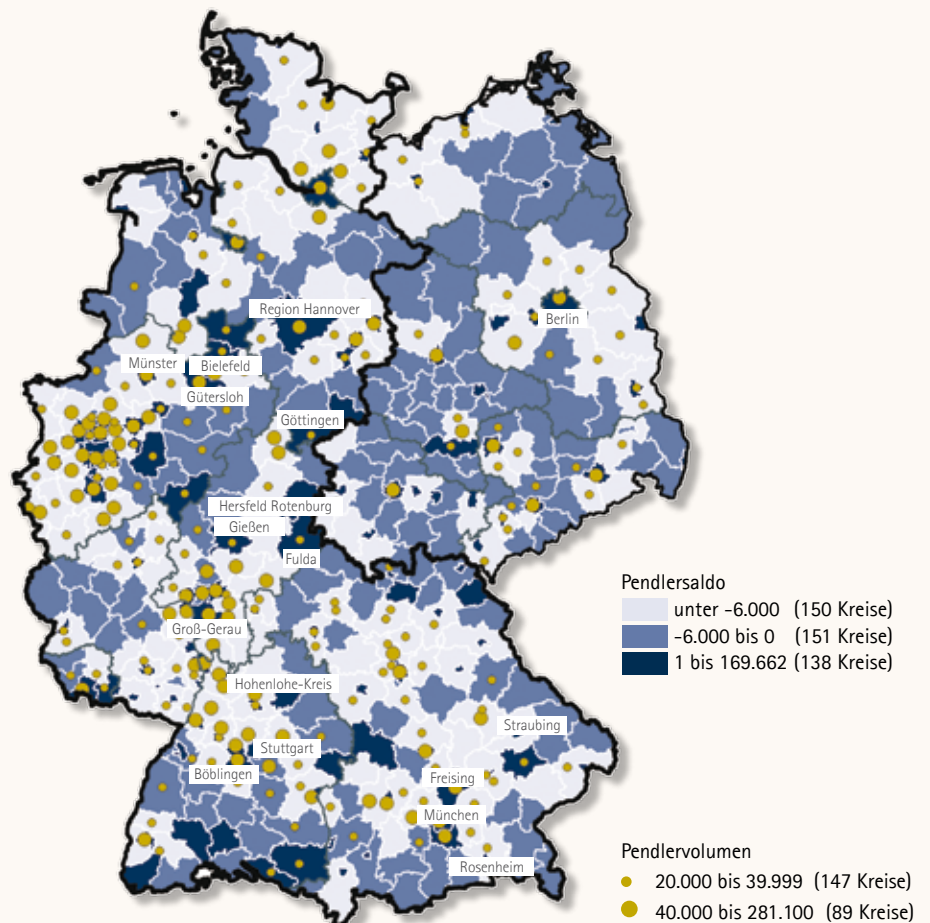 Region Hannover
Berlin
Münster
Bielefeld
Gütersloh
Göttingen
Hersfeld Rotenburg
Gießen
Fulda
Pendlersaldo
unter -6.000 (150 Kreise)
-6.000 bis 0 (151 Kreise)
1 bis 169.662 (138 Kreise)
Groß-Gerau
Hohenlohe-Kreis
Straubing
Stuttgart
Böblingen
Freising
München
Rosenheim
Pendlervolumen
20.000 bis 39.999 (147 Kreise)
40.000 bis 281.100 (89 Kreise)